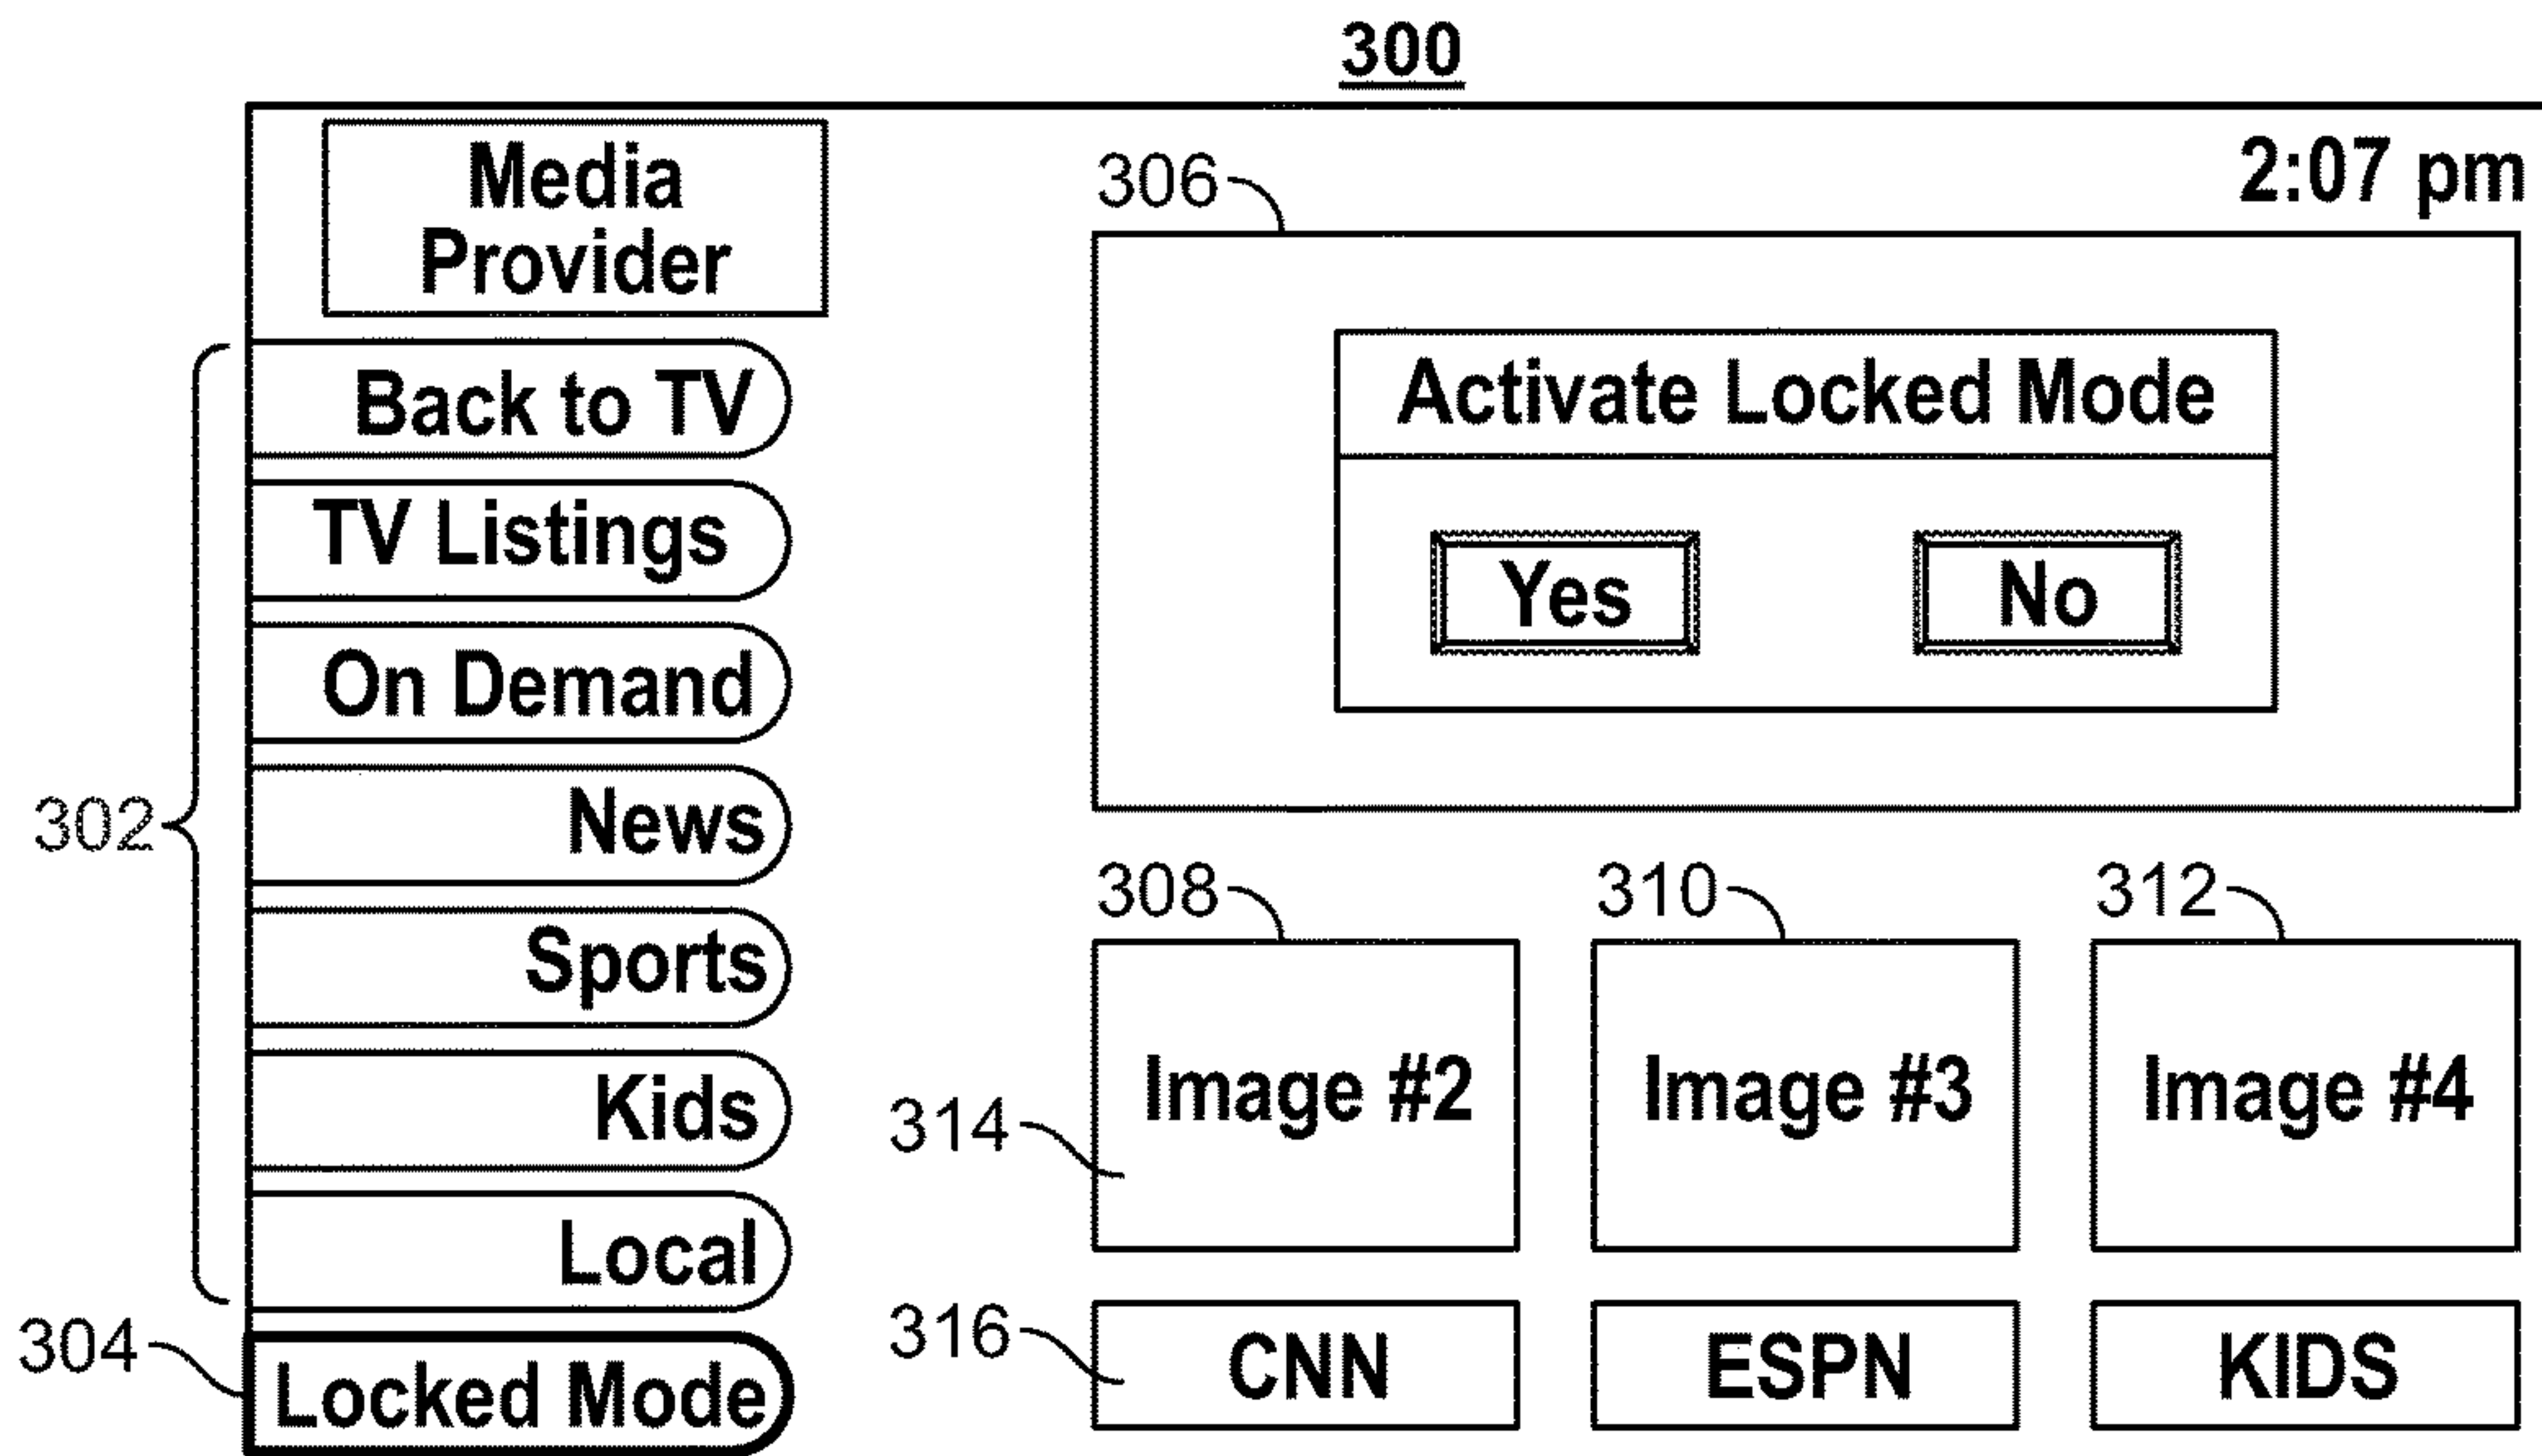 300
Media
Provider
2:07 pm
306
Activate Locked Mode
Yes No
302
Back to TV
TV Listings
On Demand
News
Sports
Kids
Local
304
Locked Mode
308 310 312
314
Image #2 Image #3 Image #4
316
CNN ESPN KIDS